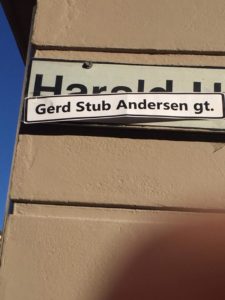 Harald H
Gerd Stub Andersen gt.